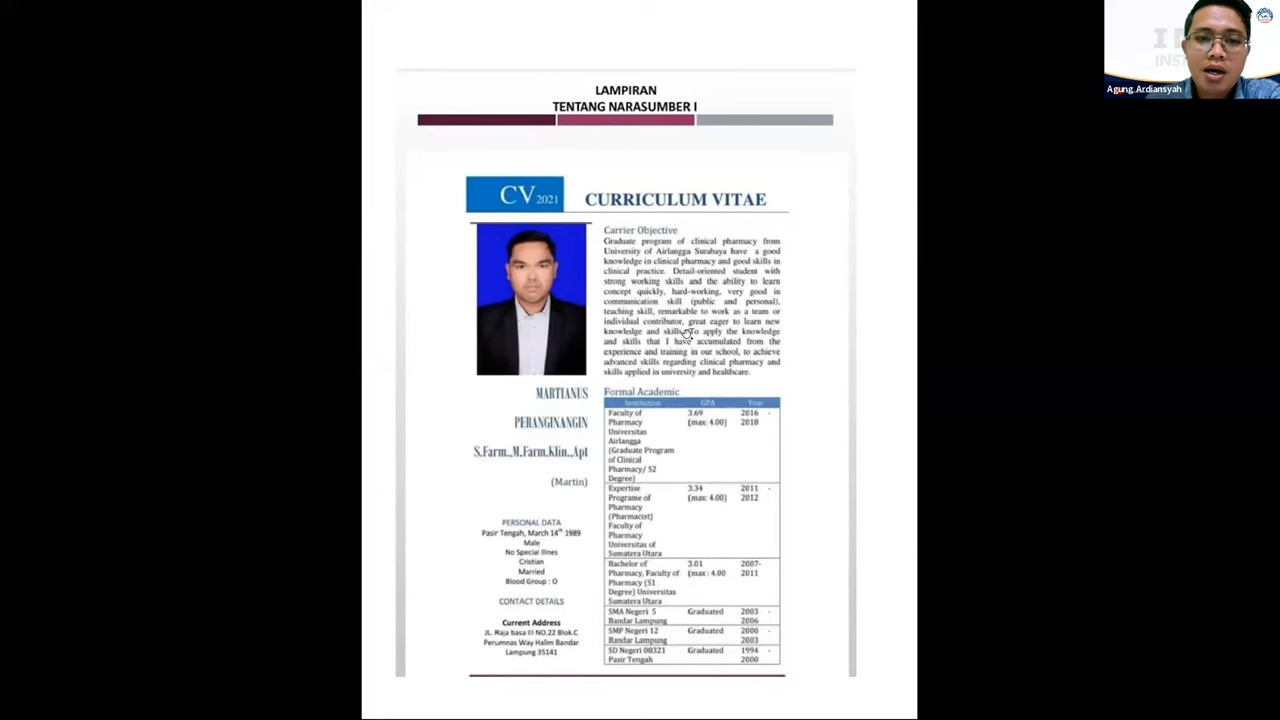 LAMPIRAN
TENTANG NARASUMBER I
CV 2021
CURRICULUM VITAE
Carrier Objective
Graduate program of clinical pharmacy from
University of Airlangga Surabaya have a good
knowledge in clinical pharmacy and good skills in
clinical practice. Detail-oriented student with
strong working skills and the ability to learn
concept quickly, hard-working, very good in
communication skill (public and personal),
teaching skill, remarkable to work as a team or
individual contributor, great eager to learn new
knowledge and skills. To apply the knowledge
and skills that I have accumulated from the
experience and training in our school, to achieve
advanced skills regarding clinical pharmacy and
skills applied in university and healthcare.
MARTIANUS
PERANGINANGIN
S.Farm.,M.Farm.Klin.,Apt
(Martin)
PERSONAL DATA
Pasir Tengah, March 14th 1989
Male
No Special Illnes
Cristian
Married
Blood Group : O
CONTACT DETAILS
Current Address
JL. Raja basa III NO.22 Blok.C
Perumnas Way Halim Bandar
Lampung 35141
Formal Academic
Institution GPA Year
Faculty of 3.69 2016 -
Pharmacy (max: 4.00) 2018
Universitas
Airlangga
(Graduate Program
of Clinical
Pharmacy/ S2
Degree)
Expertise 3.34 2011 -
Programe of (max: 4.00) 2012
Pharmacy
(Pharmacist)
Faculty of
Pharmacy
Universitas of
Sumatera Utara
Bachelor of 3.01 2007-
Pharmacy, Faculty of (max : 4.00 2011
Pharmacy (S1
Degree) Universitas
Sumatera Utara
SMA Negeri 5 Graduated 2003 -
Bandar Lampung 2006
SMP Negeri 12 Graduated 2000 -
Bandar Lampung 2003
SD Negeri 08321 Graduated 1994 -
Pasir Tengah 2000
Agung Ardiansyah